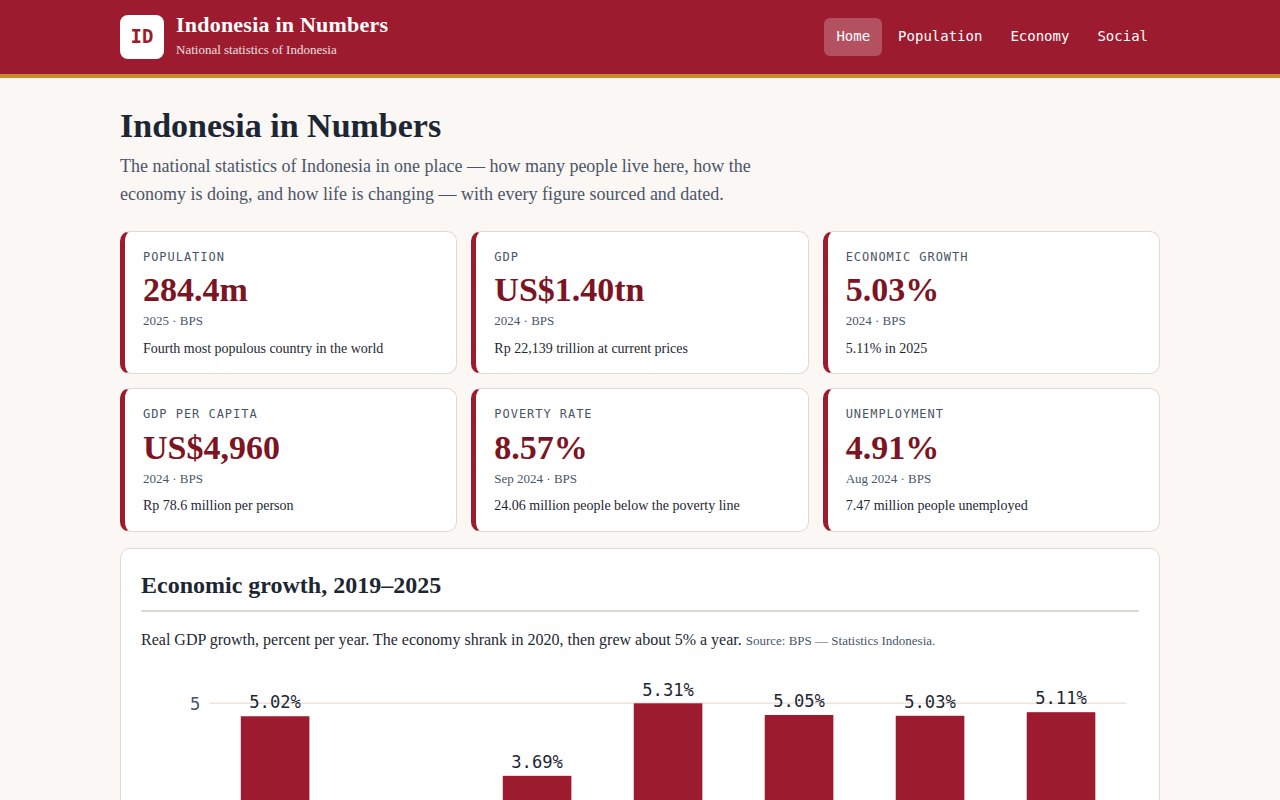 ID
Indonesia in Numbers
National statistics of Indonesia
Home
Population
Economy
Social
Indonesia in Numbers
The national statistics of Indonesia in one place — how many people live here, how the
economy is doing, and how life is changing — with every figure sourced and dated.
POPULATION
284.4m
2025 · BPS
Fourth most populous country in the world
GDP
US$1.40tn
2024 · BPS
Rp 22,139 trillion at current prices
ECONOMIC GROWTH
5.03%
2024 · BPS
5.11% in 2025
GDP PER CAPITA
US$4,960
2024 · BPS
Rp 78.6 million per person
POVERTY RATE
8.57%
Sep 2024 · BPS
24.06 million people below the poverty line
UNEMPLOYMENT
4.91%
Aug 2024 · BPS
7.47 million people unemployed
Economic growth, 2019–2025
Real GDP growth, percent per year. The economy shrank in 2020, then grew about 5% a year. Source: BPS — Statistics Indonesia.
5
5.02%
3.69%
5.31%
5.05%
5.03%
5.11%